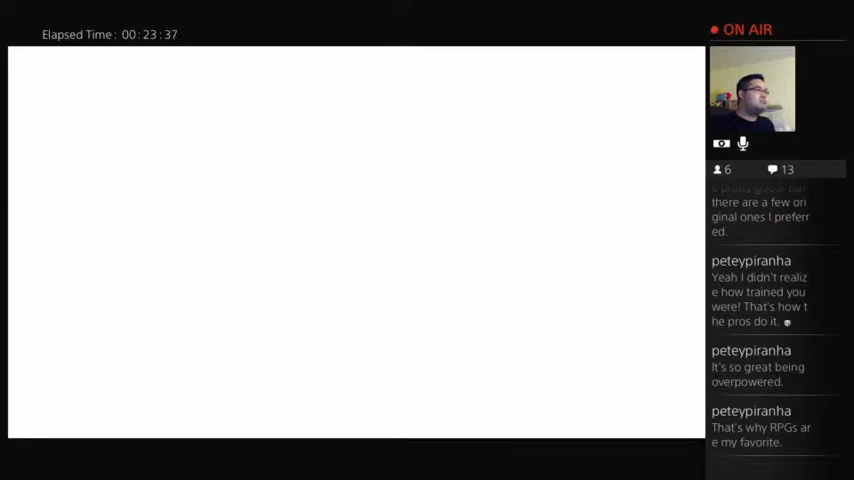 Elapsed Time: 00:23:37
ON AIR
6 13
there are a few ori
ginal ones I preferr
ed.
peteypiranha
Yeah I didn't realiz
e how trained you
were! That's how t
he pros do it.
peteypiranha
It's so great being
overpowered.
peteypiranha
That's why RPGs ar
e my favorite.